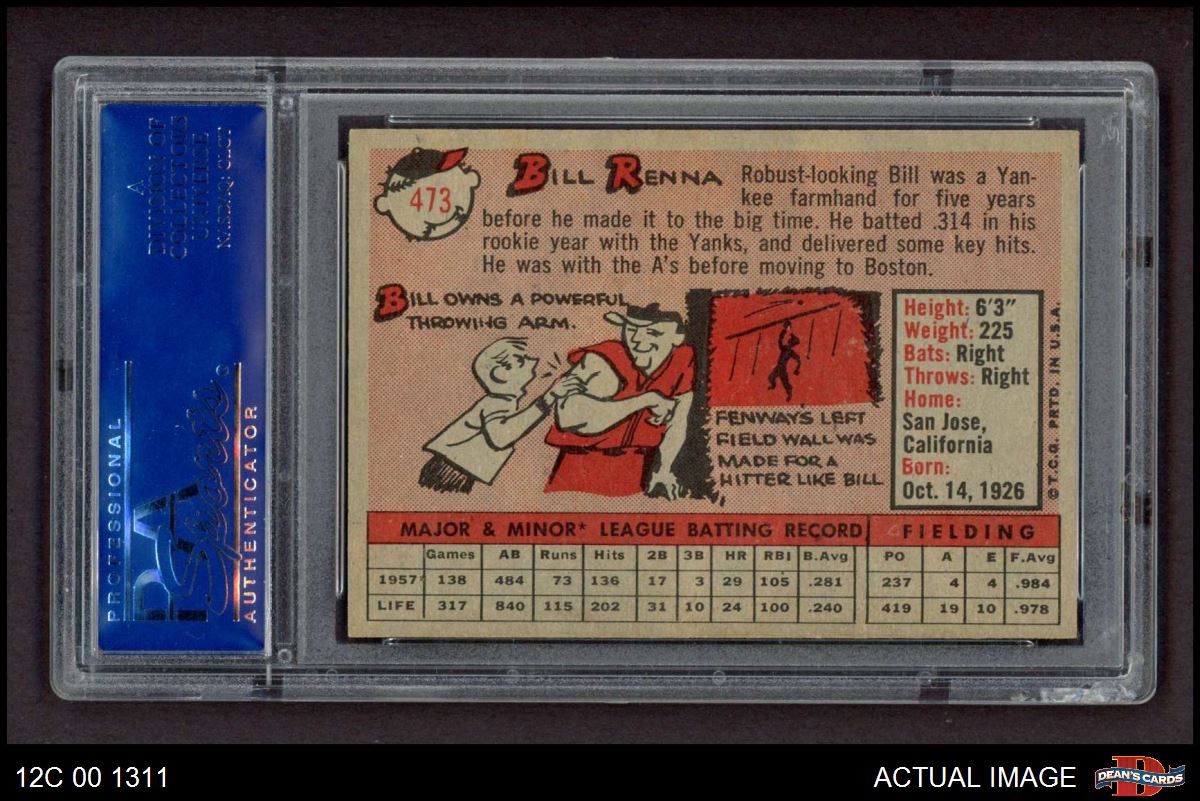 A
DIVISION OF
COLLECTORS
UNIVERSE
NASDAQ: CLCT
PROFESSIONAL
PSA
Sports
AUTHENTICATOR
473
BILL RENNA
Robust-looking Bill was a Yan-
kee farmhand for five years
before he made it to the big time. He batted .314 in his
rookie year with the Yanks, and delivered some key hits.
He was with the A's before moving to Boston.
BILL OWNS A POWERFUL
THROWING ARM.
FENWAY'S LEFT
FIELD WALL WAS
MADE FOR A
HITTER LIKE BILL
Height: 6'3"
Weight: 225
Bats: Right
Throws: Right
Home:
San Jose,
California
Born:
Oct. 14, 1926
©T.C.G. PRTD. IN U.S.A.
MAJOR & MINOR* LEAGUE BATTING RECORD FIELDING
Games AB Runs Hits 2B 3B HR RBI B.Avg PO A E F.Avg
1957* 138 484 73 136 17 3 29 105 .281 237 4 4 .984
LIFE 317 840 115 202 31 10 24 100 .240 419 19 10 .978
12C 00 1311
ACTUAL IMAGE
D
DEAN'S CARDS